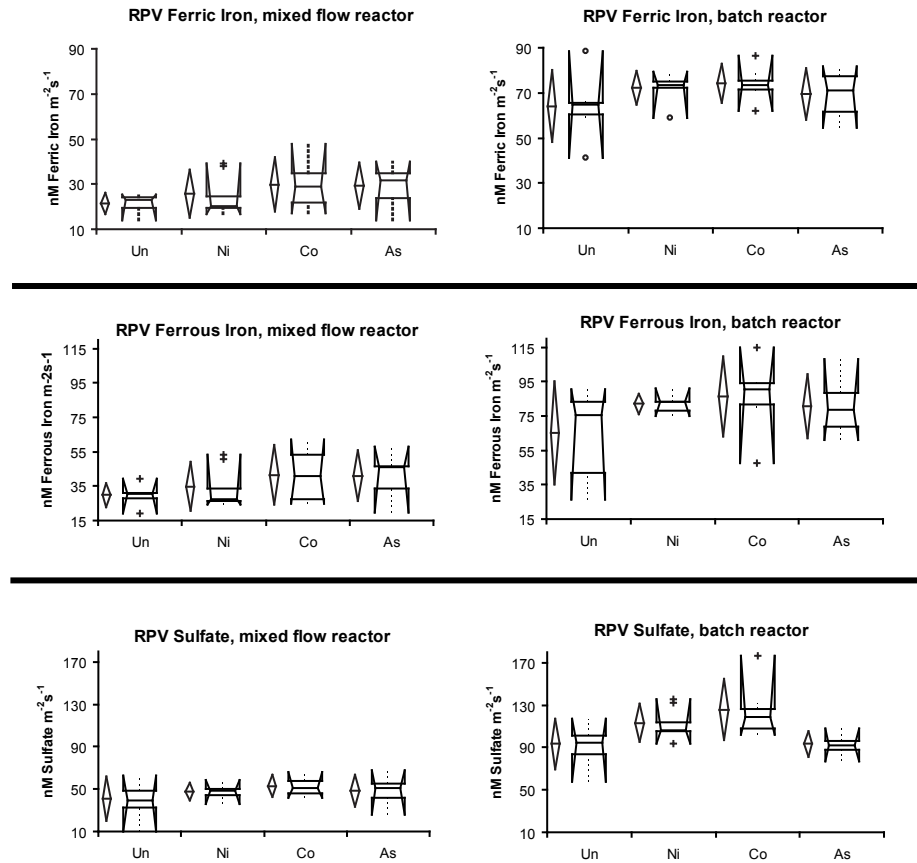 RPV Ferric Iron, mixed flow reactor
nM Ferric Iron m⁻²s⁻¹
90
70
50
30
10
Un Ni Co As
RPV Ferric Iron, batch reactor
nM Ferric Iron m⁻²s⁻¹
90
70
50
30
10
Un Ni Co As
RPV Ferrous Iron, mixed flow reactor
nM Ferrous Iron m-2s-1
115
95
75
55
35
15
Un Ni Co As
RPV Ferrous Iron, batch reactor
nM Ferrous Iron m⁻²s⁻¹
115
95
75
55
35
15
Un Ni Co As
RPV Sulfate, mixed flow reactor
nM Sulfate m⁻²s⁻¹
170
130
90
50
10
Un Ni Co As
RPV Sulfate, batch reactor
nM Sulfate m⁻²s⁻¹
170
130
90
50
10
Un Ni Co As